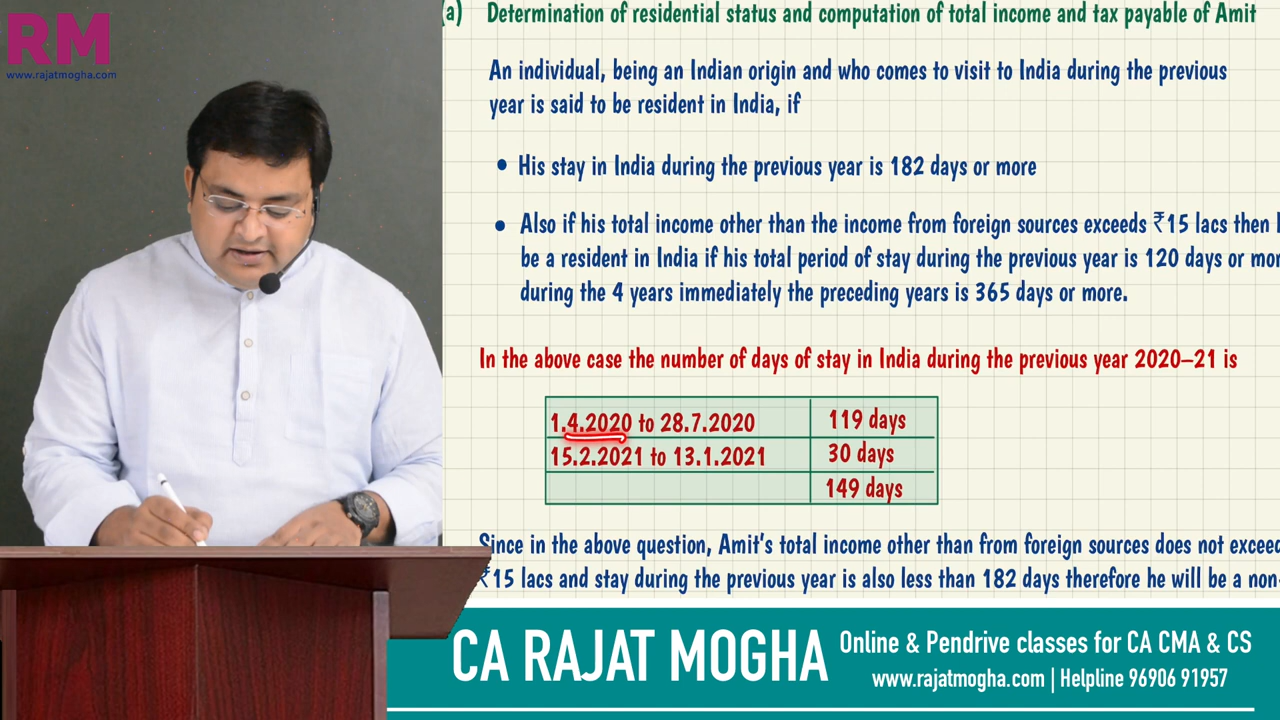 RM
www.rajatmogha.com
(a) Determination of residential status and computation of total income and tax payable of Amit
An individual, being an Indian origin and who comes to visit to India during the previous
year is said to be resident in India, if
• His stay in India during the previous year is 182 days or more
• Also if his total income other than the income from foreign sources exceeds ₹15 lacs then
be a resident in India if his total period of stay during the previous year is 120 days or mor
during the 4 years immediately the preceding years is 365 days or more.
In the above case the number of days of stay in India during the previous year 2020–21 is
1.4.2020 to 28.7.2020 119 days
15.2.2021 to 13.1.2021 30 days
149 days
Since in the above question, Amit's total income other than from foreign sources does not exceed
₹15 lacs and stay during the previous year is also less than 182 days therefore he will be a non-
CA RAJAT MOGHA
Online & Pendrive classes for CA CMA & CS
www.rajatmogha.com | Helpline 96906 91957